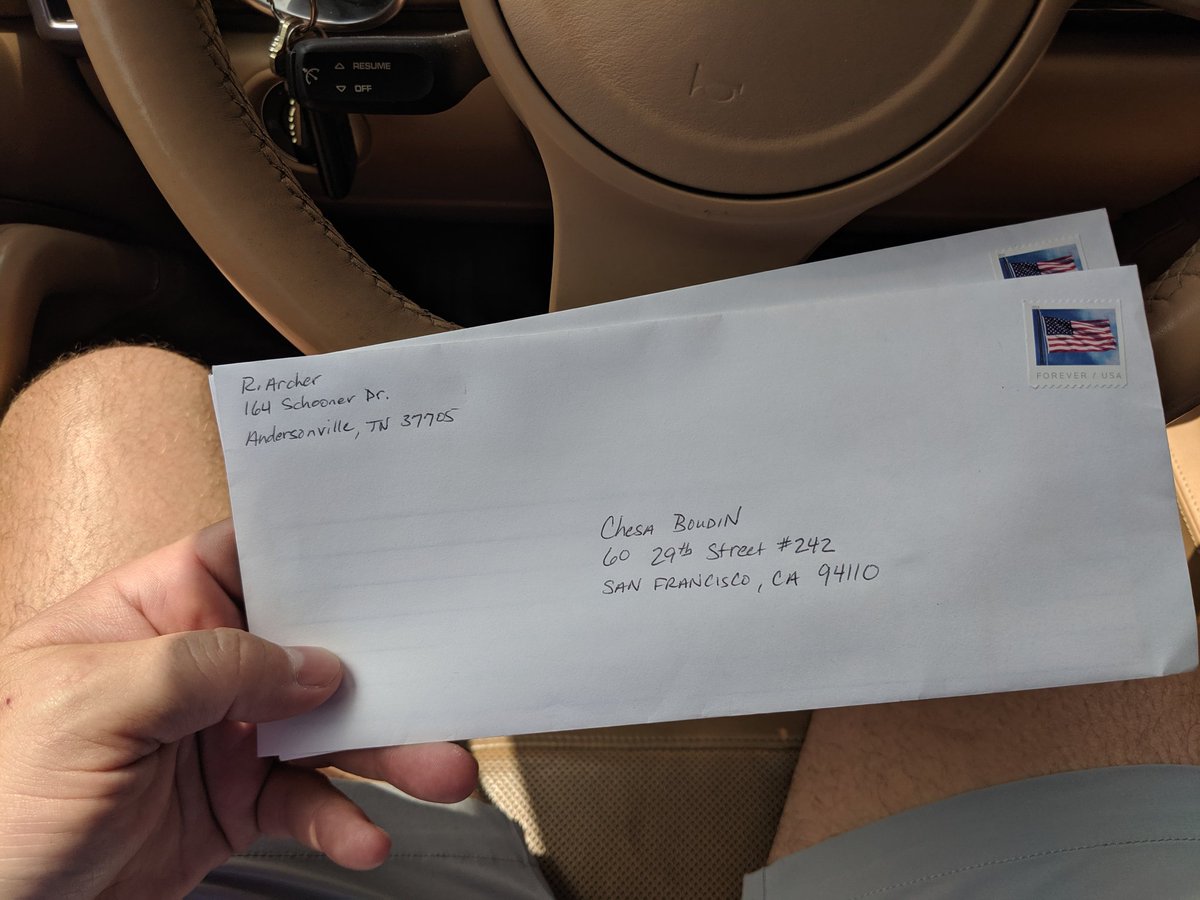 RESUME
OFF
FOREVER / USA
R. Archer
164 Schooner Dr.
Andersonville, TN 37705
Chesa Boudin
60 29th Street #242
San Francisco, CA 94110